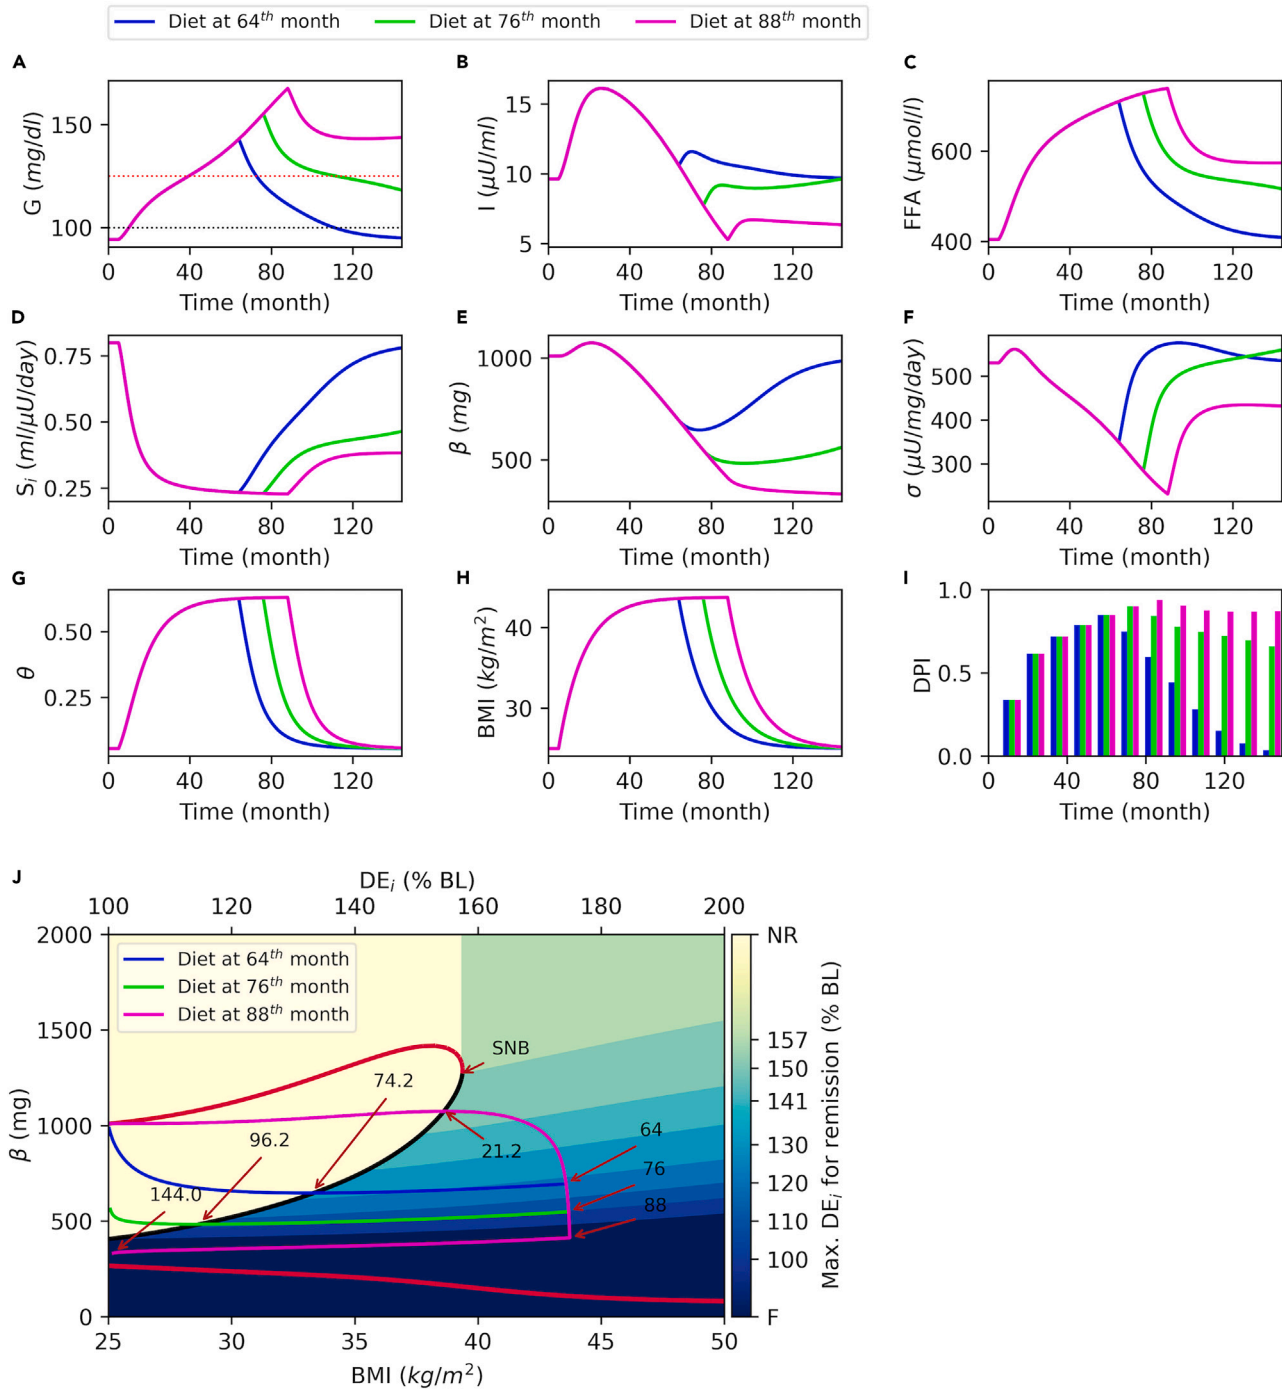 Diet at 64th month Diet at 76th month Diet at 88th month
A
B
C
G (mg/dl)
150
100
0 40 80 120
Time (month)
I (μU/ml)
15
10
5
0 40 80 120
Time (month)
FFA (μmol/l)
600
400
0 40 80 120
Time (month)
D
E
F
Si (ml/μU/day)
0.75
0.50
0.25
0 40 80 120
Time (month)
β (mg)
1000
500
0 40 80 120
Time (month)
σ (μU/mg/day)
500
400
300
0 40 80 120
Time (month)
G
H
I
θ
0.50
0.25
0 40 80 120
Time (month)
BMI (kg/m2)
40
30
0 40 80 120
Time (month)
DPI
1.0
0.5
0.0
0 40 80 120
Time (month)
J
DEi (% BL)
100 120 140 160 180 200
β (mg)
2000
1500
1000
500
0
Diet at 64th month
Diet at 76th month
Diet at 88th month
SNB
74.2
96.2
21.2
64
76
144.0
88
25 30 35 40 45 50
BMI (kg/m2)
NR
157
150
141
130
120
110
100
F
Max. DEi for remission (% BL)